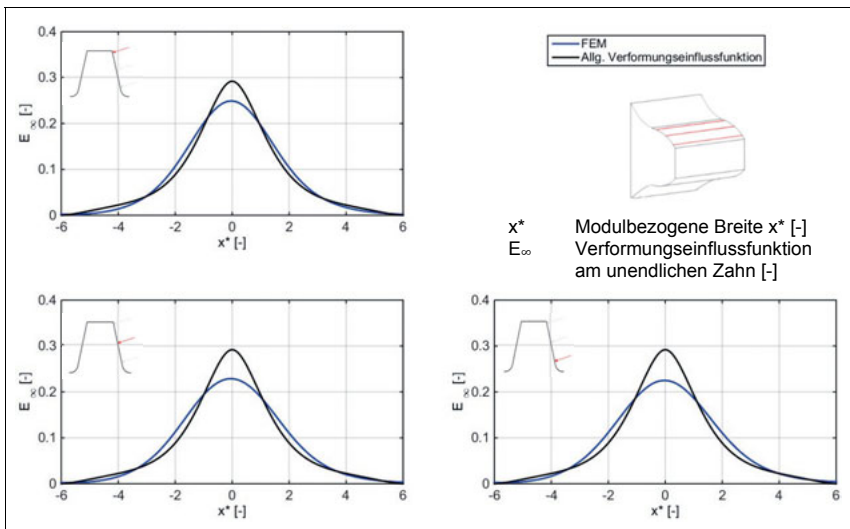 0.4
0.3
0.2
0.1
0
E∞ [-]
-6 -4 -2 0 2 4 6
x* [-]
FEM
Allg. Verformungseinflussfunktion
x* Modulbezogene Breite x* [-]
E∞ Verformungseinflussfunktion
am unendlichen Zahn [-]
0.4
0.3
0.2
0.1
0
E∞ [-]
-6 -4 -2 0 2 4 6
x* [-]
0.4
0.3
0.2
0.1
0
E∞ [-]
-6 -4 -2 0 2 4 6
x* [-]